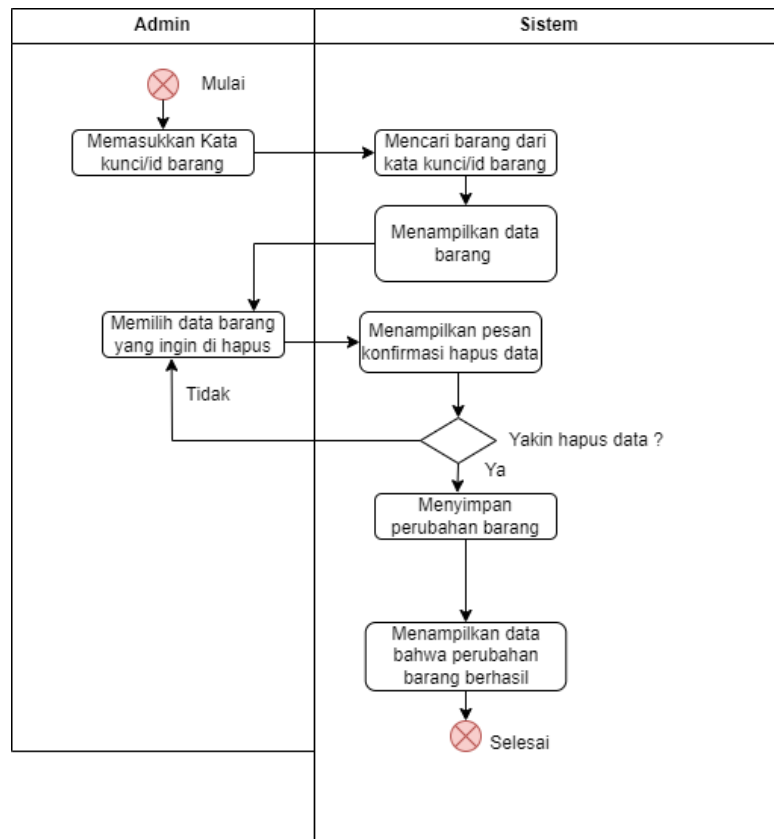 Admin
Sistem
Mulai
Memasukkan Kata
kunci/id barang
Mencari barang dari
kata kunci/id barang
Menampilkan data
barang
Memilih data barang
yang ingin di hapus
Menampilkan pesan
konfirmasi hapus data
Tidak
Yakin hapus data ?
Ya
Menyimpan
perubahan barang
Menampilkan data
bahwa perubahan
barang berhasil
Selesai